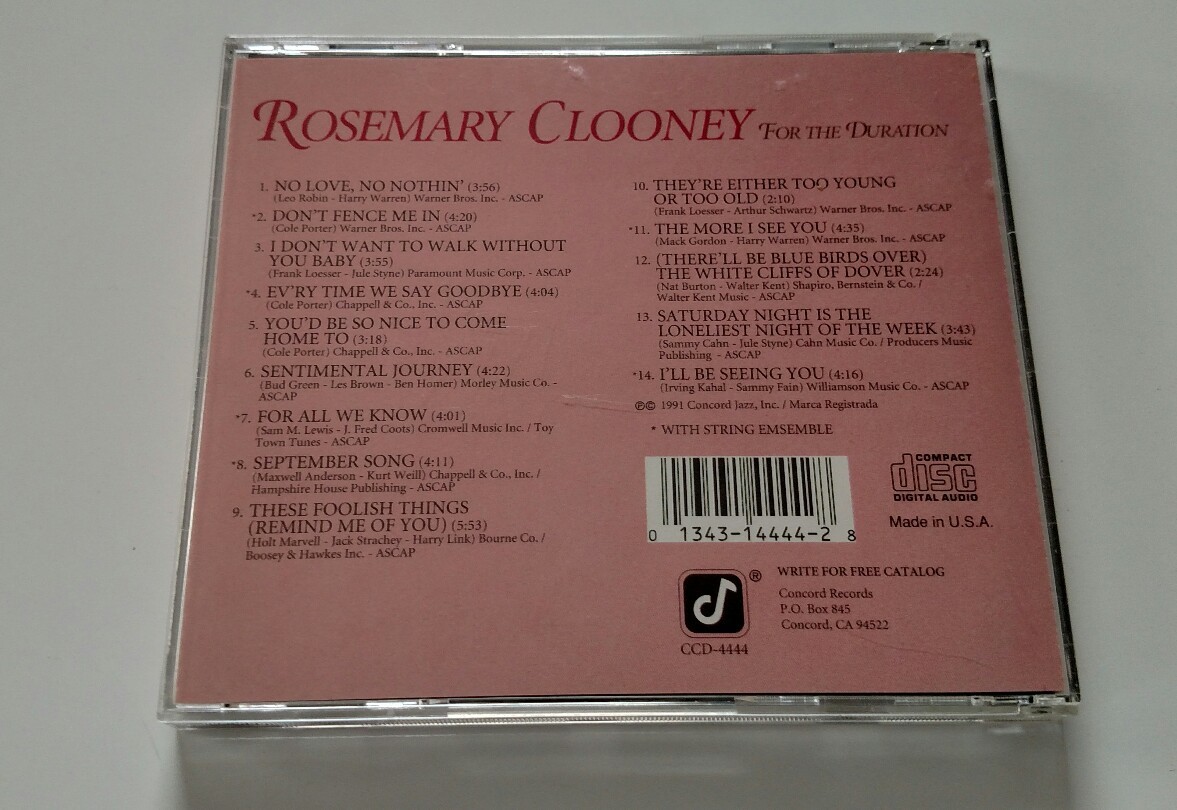 ROSEMARY CLOONEY FOR THE DURATION
1. NO LOVE, NO NOTHIN' (3:56)
(Leo Robin - Harry Warren) Warner Bros. Inc. - ASCAP
*2. DON'T FENCE ME IN (4:20)
(Cole Porter) Warner Bros. Inc. - ASCAP
3. I DON'T WANT TO WALK WITHOUT
YOU BABY (3:55)
(Frank Loesser - Jule Styne) Paramount Music Corp. - ASCAP
*4. EV'RY TIME WE SAY GOODBYE (4:04)
(Cole Porter) Chappell & Co., Inc. - ASCAP
5. YOU'D BE SO NICE TO COME
HOME TO (3:18)
(Cole Porter) Chappell & Co., Inc. - ASCAP
6. SENTIMENTAL JOURNEY (4:22)
(Bud Green - Les Brown - Ben Homer) Morley Music Co. -
ASCAP
*7. FOR ALL WE KNOW (4:01)
(Sam M. Lewis - J. Fred Coots) Cromwell Music Inc. / Toy
Town Tunes - ASCAP
*8. SEPTEMBER SONG (4:11)
(Maxwell Anderson - Kurt Weill) Chappell & Co., Inc. /
Hampshire House Publishing - ASCAP
9. THESE FOOLISH THINGS
(REMIND ME OF YOU) (5:53)
(Holt Marvell - Jack Strachey - Harry Link) Bourne Co. /
Boosey & Hawkes Inc. - ASCAP
10. THEY'RE EITHER TOO YOUNG
OR TOO OLD (2:10)
(Frank Loesser - Arthur Schwartz) Warner Bros. Inc. - ASCAP
*11. THE MORE I SEE YOU (4:35)
(Mack Gordon - Harry Warren) Warner Bros. Inc. - ASCAP
12. (THERE'LL BE BLUE BIRDS OVER)
THE WHITE CLIFFS OF DOVER (2:24)
(Nat Burton - Walter Kent) Shapiro, Bernstein & Co. /
Walter Kent Music - ASCAP
13. SATURDAY NIGHT IS THE
LONELIEST NIGHT OF THE WEEK (3:43)
(Sammy Cahn - Jule Styne) Cahn Music Co. / Producers Music
Publishing - ASCAP
*14. I'LL BE SEEING YOU (4:16)
(Irving Kahal - Sammy Fain) Williamson Music Co. - ASCAP
℗© 1991 Concord Jazz, Inc. / Marca Registrada
* WITH STRING EMSEMBLE
0 1343-14444-2 8
COMPACT
disc
DIGITAL AUDIO
Made in U.S.A.
®
CCD-4444
WRITE FOR FREE CATALOG
Concord Records
P.O. Box 845
Concord, CA 94522